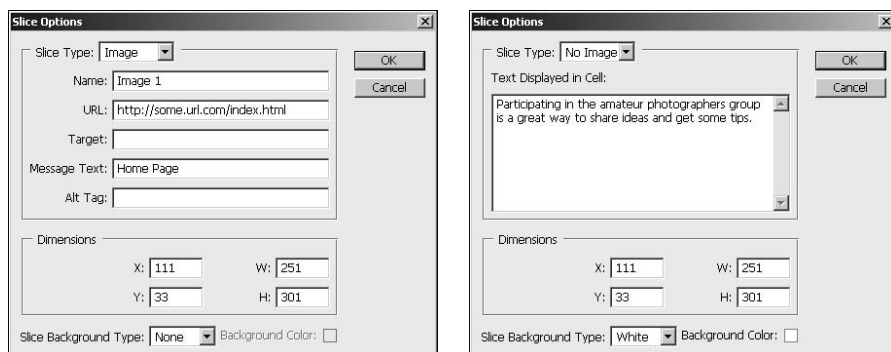 Slice Options
Slice Type: Image
OK
Cancel
Name: Image 1
URL: http://some.url.com/index.html
Target:
Message Text: Home Page
Alt Tag:
Dimensions
X: 111 W: 251
Y: 33 H: 301
Slice Background Type: None Background Color:
Slice Options
Slice Type: No Image
OK
Cancel
Text Displayed in Cell:
Participating in the amateur photographers group
is a great way to share ideas and get some tips.
Dimensions
X: 111 W: 251
Y: 33 H: 301
Slice Background Type: White Background Color: